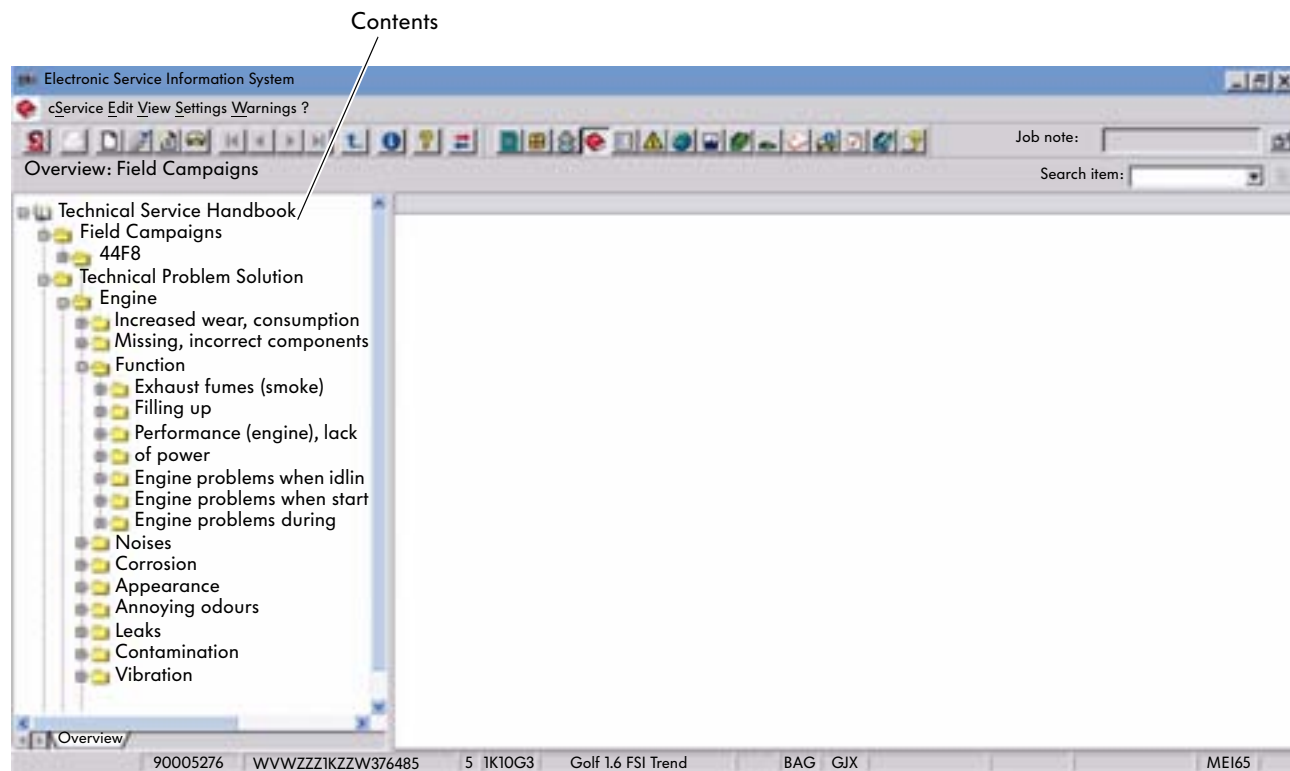 Contents
Electronic Service Information System
cService Edit View Settings Warnings ?
Job note:
Overview: Field Campaigns
Search item:
Technical Service Handbook
Field Campaigns
44F8
Technical Problem Solution
Engine
Increased wear, consumption
Missing, incorrect components
Function
Exhaust fumes (smoke)
Filling up
Performance (engine), lack
of power
Engine problems when idlin
Engine problems when start
Engine problems during
Noises
Corrosion
Appearance
Annoying odours
Leaks
Contamination
Vibration
Overview
90005276 WVWZZZ1KZZW376485 5 1K10G3 Golf 1.6 FSI Trend BAG GJX MEI65